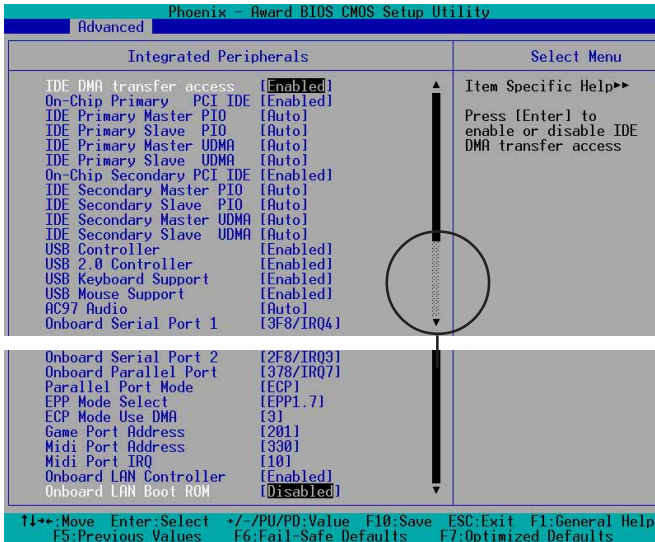 Phoenix - Award BIOS CMOS Setup Utility
Advanced
Integrated Peripherals
Select Menu
IDE DMA transfer access [Enabled]
On-Chip Primary PCI IDE [Enabled]
IDE Primary Master PIO [Auto]
IDE Primary Slave PIO [Auto]
IDE Primary Master UDMA [Auto]
IDE Primary Slave UDMA [Auto]
On-Chip Secondary PCI IDE [Enabled]
IDE Secondary Master PIO [Auto]
IDE Secondary Slave PIO [Auto]
IDE Secondary Master UDMA [Auto]
IDE Secondary Slave UDMA [Auto]
USB Controller [Enabled]
USB 2.0 Controller [Enabled]
USB Keyboard Support [Enabled]
USB Mouse Support [Enabled]
AC97 Audio [Auto]
Onboard Serial Port 1 [3F8/IRQ4]
Onboard Serial Port 2 [2F8/IRQ3]
Onboard Parallel Port [378/IRQ7]
Parallel Port Mode [ECP]
EPP Mode Select [EPP1.7]
ECP Mode Use DMA [3]
Game Port Address [201]
Midi Port Address [330]
Midi Port IRQ [10]
Onboard LAN Controller [Enabled]
Onboard LAN Boot ROM [Disabled]
Item Specific Help▶▶
Press [Enter] to
enable or disable IDE
DMA transfer access
↑↓→←:Move Enter:Select +/-/PU/PD:Value F10:Save ESC:Exit F1:General Help
F5:Previous Values F6:Fail-Safe Defaults F7:Optimized Defaults